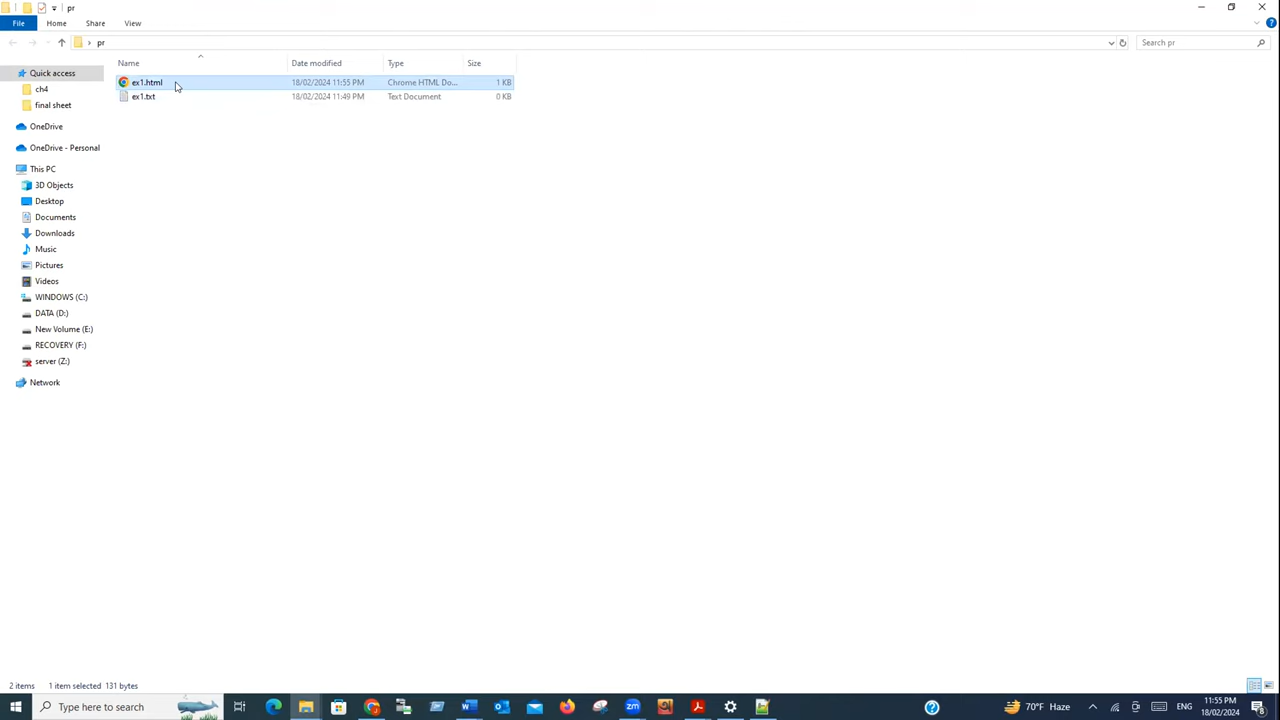 pr
File Home Share View
pr
Search pr
Name Date modified Type Size
Quick access
ch4
final sheet
OneDrive
OneDrive - Personal
This PC
3D Objects
Desktop
Documents
Downloads
Music
Pictures
Videos
WINDOWS (C:)
DATA (D:)
New Volume (E:)
RECOVERY (F:)
server (Z:)
Network
ex1.html 18/02/2024 11:55 PM Chrome HTML Do... 1 KB
ex1.txt 18/02/2024 11:49 PM Text Document 0 KB
2 items 1 item selected 131 bytes
Type here to search
70°F Haze
ENG
11:55 PM
18/02/2024